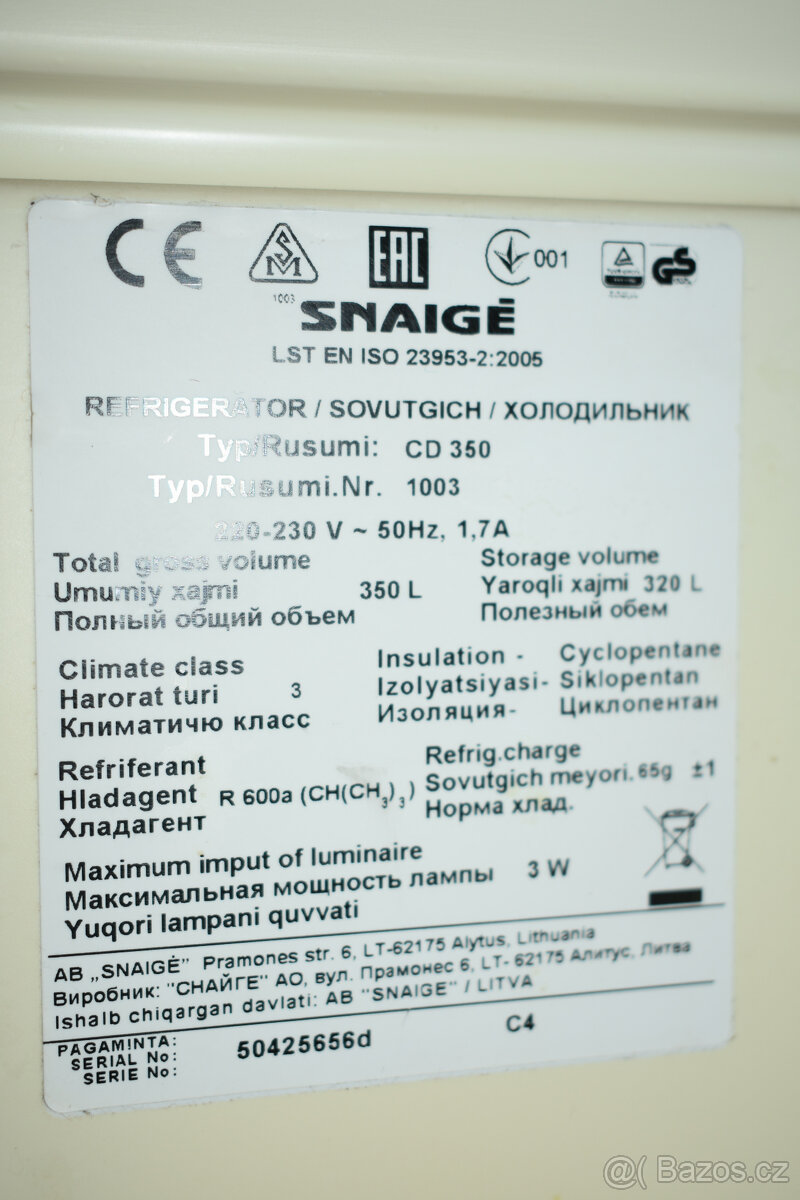 CE
SM
EAC
001
GS
1003
SNAIGĖ
LST EN ISO 23953-2:2005
REFRIGERATOR / SOVUTGICH / ХОЛОДИЛЬНИК
Typ/Rusumi: CD 350
Typ/Rusumi.Nr. 1003
220-230 V ~ 50Hz, 1,7A
Total gross volume
Umumiy xajmi 350 L
Полный общий объем
Storage volume
Yaroqli xajmi 320 L
Полезный обем
Climate class
Harorat turi 3
Климатичю класс
Insulation - Cyclopentane
Izolyatsiyasi- Siklopentan
Изоляция- Циклопентан
Refriferant
Hladagent R 600a (CH(CH3)3)
Хладагент
Refrig.charge
Sovutgich meyori. 65g ±1
Норма хлад.
Maximum imput of luminaire
Максимальная мощность лампы 3 W
Yuqori lampani quvvati
AB „SNAIGĖ” Pramones str. 6, LT-62175 Alytus, Lithuania
Виробник: "СНАЙГЕ" АО, вул. Прамонес 6, LT- 62175 Алитус, Литва
Ishalb chiqargan davlati: AB "SNAIGE" / LITVA
PAGAMINTA:
SERIAL No: 50425656d C4
SERIE No:
@( Bazos.cz